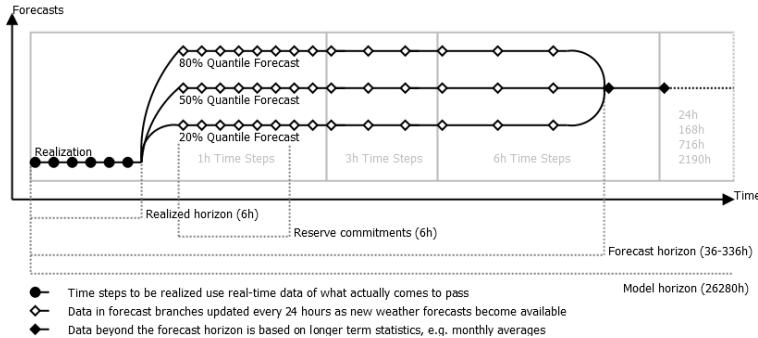 Forecasts
80% Quantile Forecast
50% Quantile Forecast
20% Quantile Forecast
Realization
1h Time Steps
3h Time Steps
6h Time Steps
24h
168h
716h
2190h
Time
Realized horizon (6h)
Reserve commitments (6h)
Forecast horizon (36-336h)
Model horizon (26280h)
Time steps to be realized use real-time data of what actually comes to pass
Data in forecast branches updated every 24 hours as new weather forecasts become available
Data beyond the forecast horizon is based on longer term statistics, e.g. monthly averages